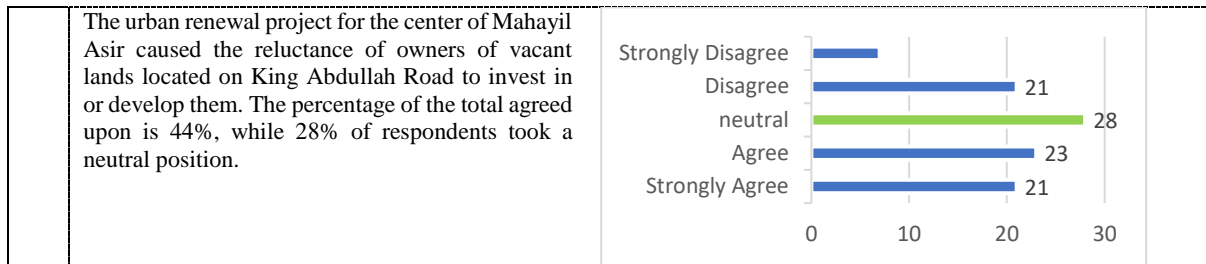 The urban renewal project for the center of Mahayil
Asir caused the reluctance of owners of vacant
lands located on King Abdullah Road to invest in
or develop them. The percentage of the total agreed
upon is 44%, while 28% of respondents took a
neutral position.
Strongly Disagree
Disagree 21
neutral 28
Agree 23
Strongly Agree 21
0 10 20 30